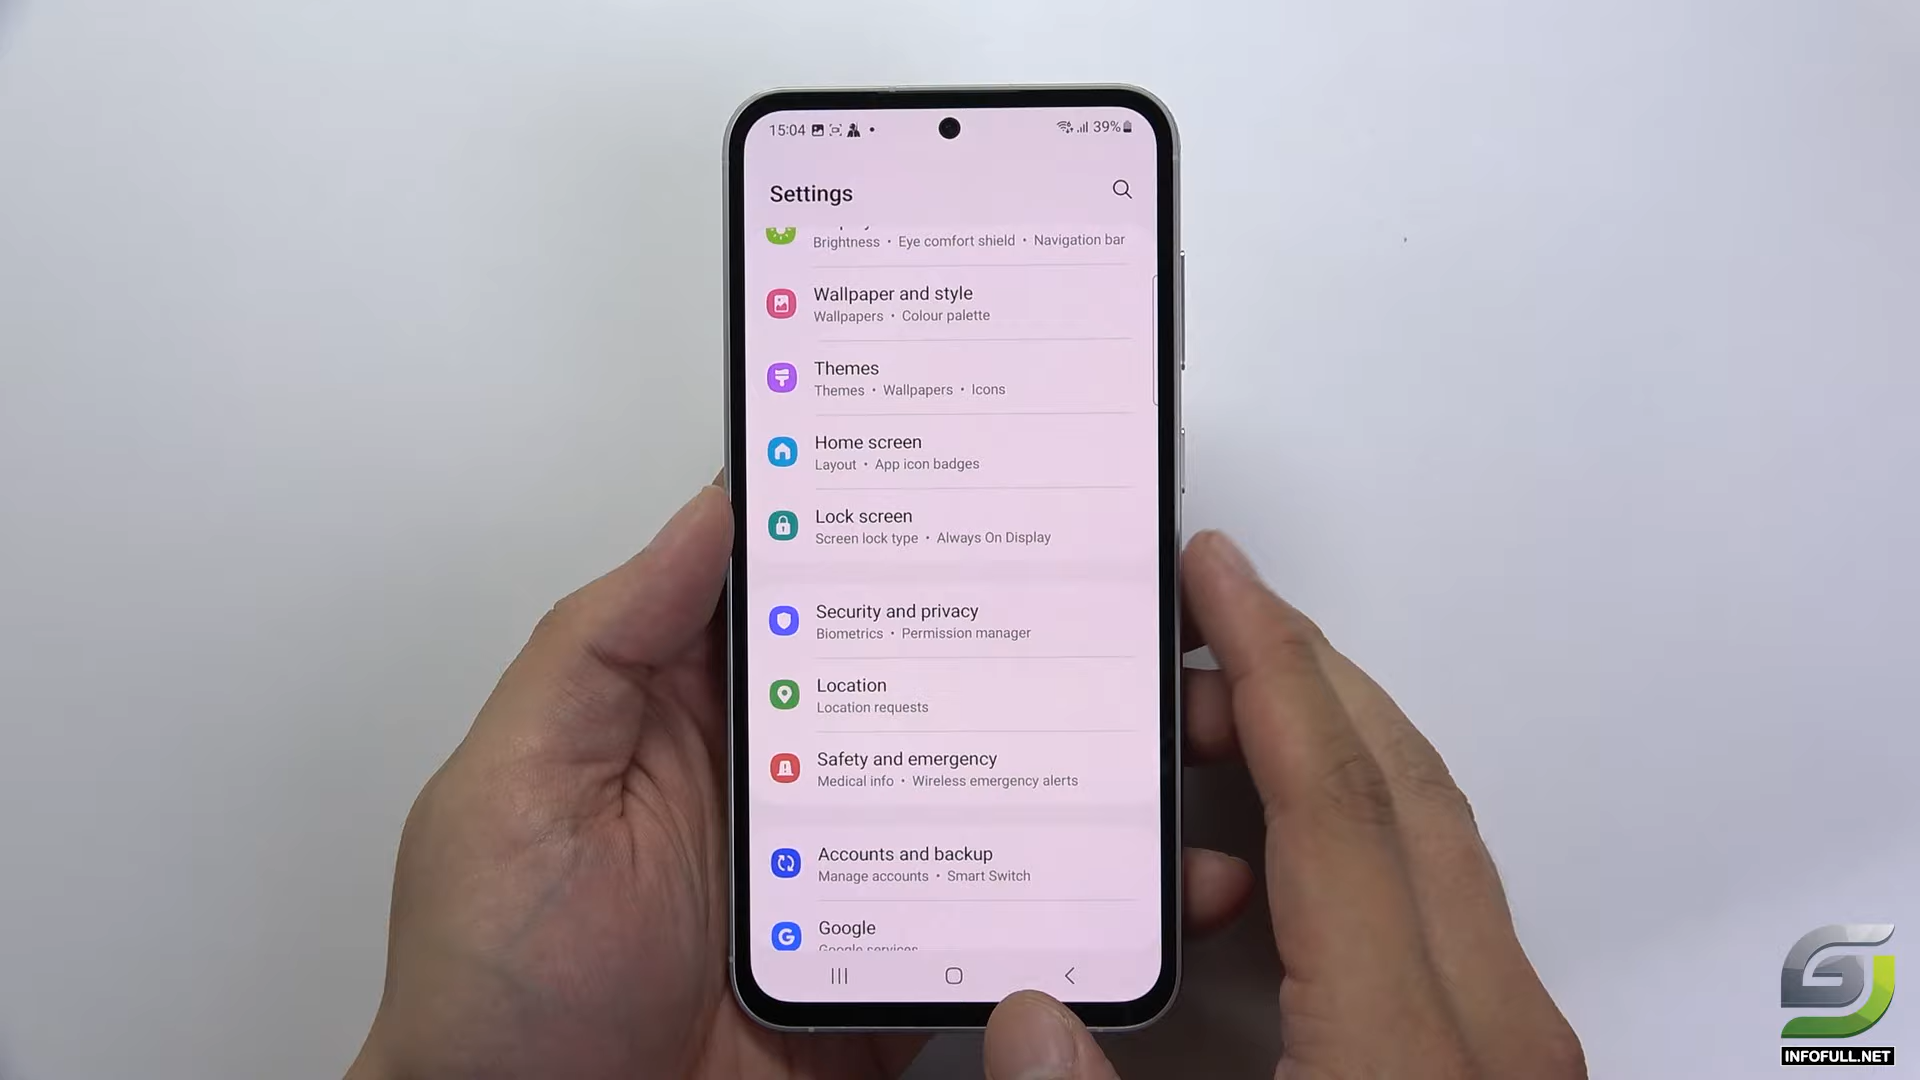 15:04
39%
Settings
Brightness • Eye comfort shield • Navigation bar
Wallpaper and style
Wallpapers • Colour palette
Themes
Themes • Wallpapers • Icons
Home screen
Layout • App icon badges
Lock screen
Screen lock type • Always On Display
Security and privacy
Biometrics • Permission manager
Location
Location requests
Safety and emergency
Medical info • Wireless emergency alerts
Accounts and backup
Manage accounts • Smart Switch
Google
Google services
INFOFULL.NET